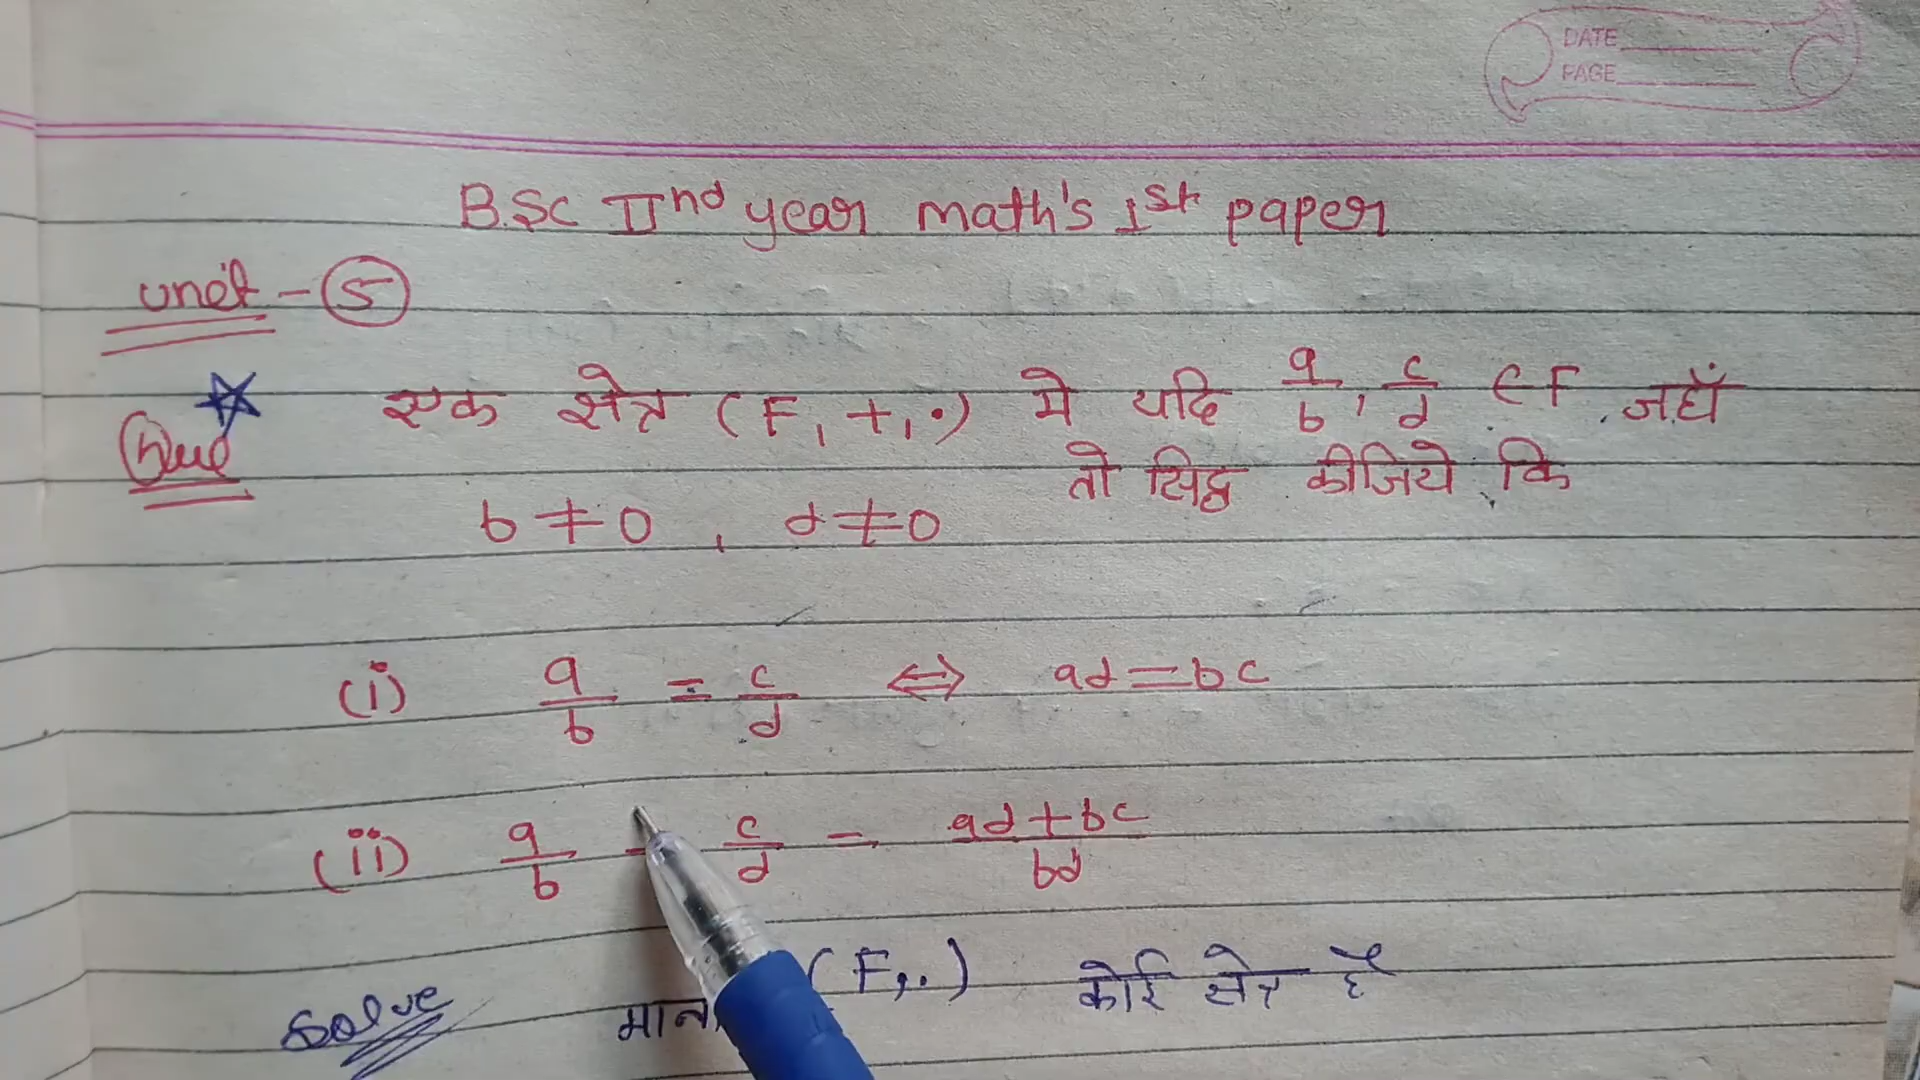 DATE
PAGE
B.Sc IInd year math's 1st paper
unit - 5
Que एक क्षेत्र (F, +, .) मे यदि a/b, c/d ∈ F जहाँ
तो सिद्ध कीजिये कि
b ≠ 0 , d ≠ 0
(i) a/b = c/d ⇔ ad = bc
(ii) a/b c/d = ad + bc/bd
Solve (F, .) कोई क्षेत्र है